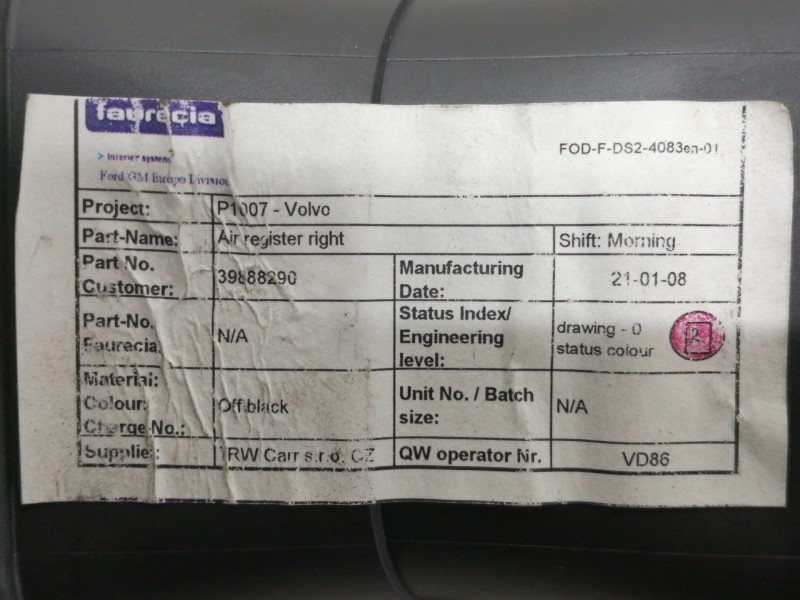 faurecia
> Interior systems
Ford/GM Europe Division
FOD-F-DS2-4083en-01
Project: P1007 - Volvo
Part-Name: Air register right Shift: Morning
Part No. Customer: 39888290 Manufacturing Date: 21-01-08
Part-No. Faurecia: N/A Status Index/ Engineering level: drawing - 0 status colour 2
Material: Colour: Charge No.: Off black Unit No. / Batch size: N/A
Supplier: TRW Carr s.r.o. CZ QW operator Nr. VD86